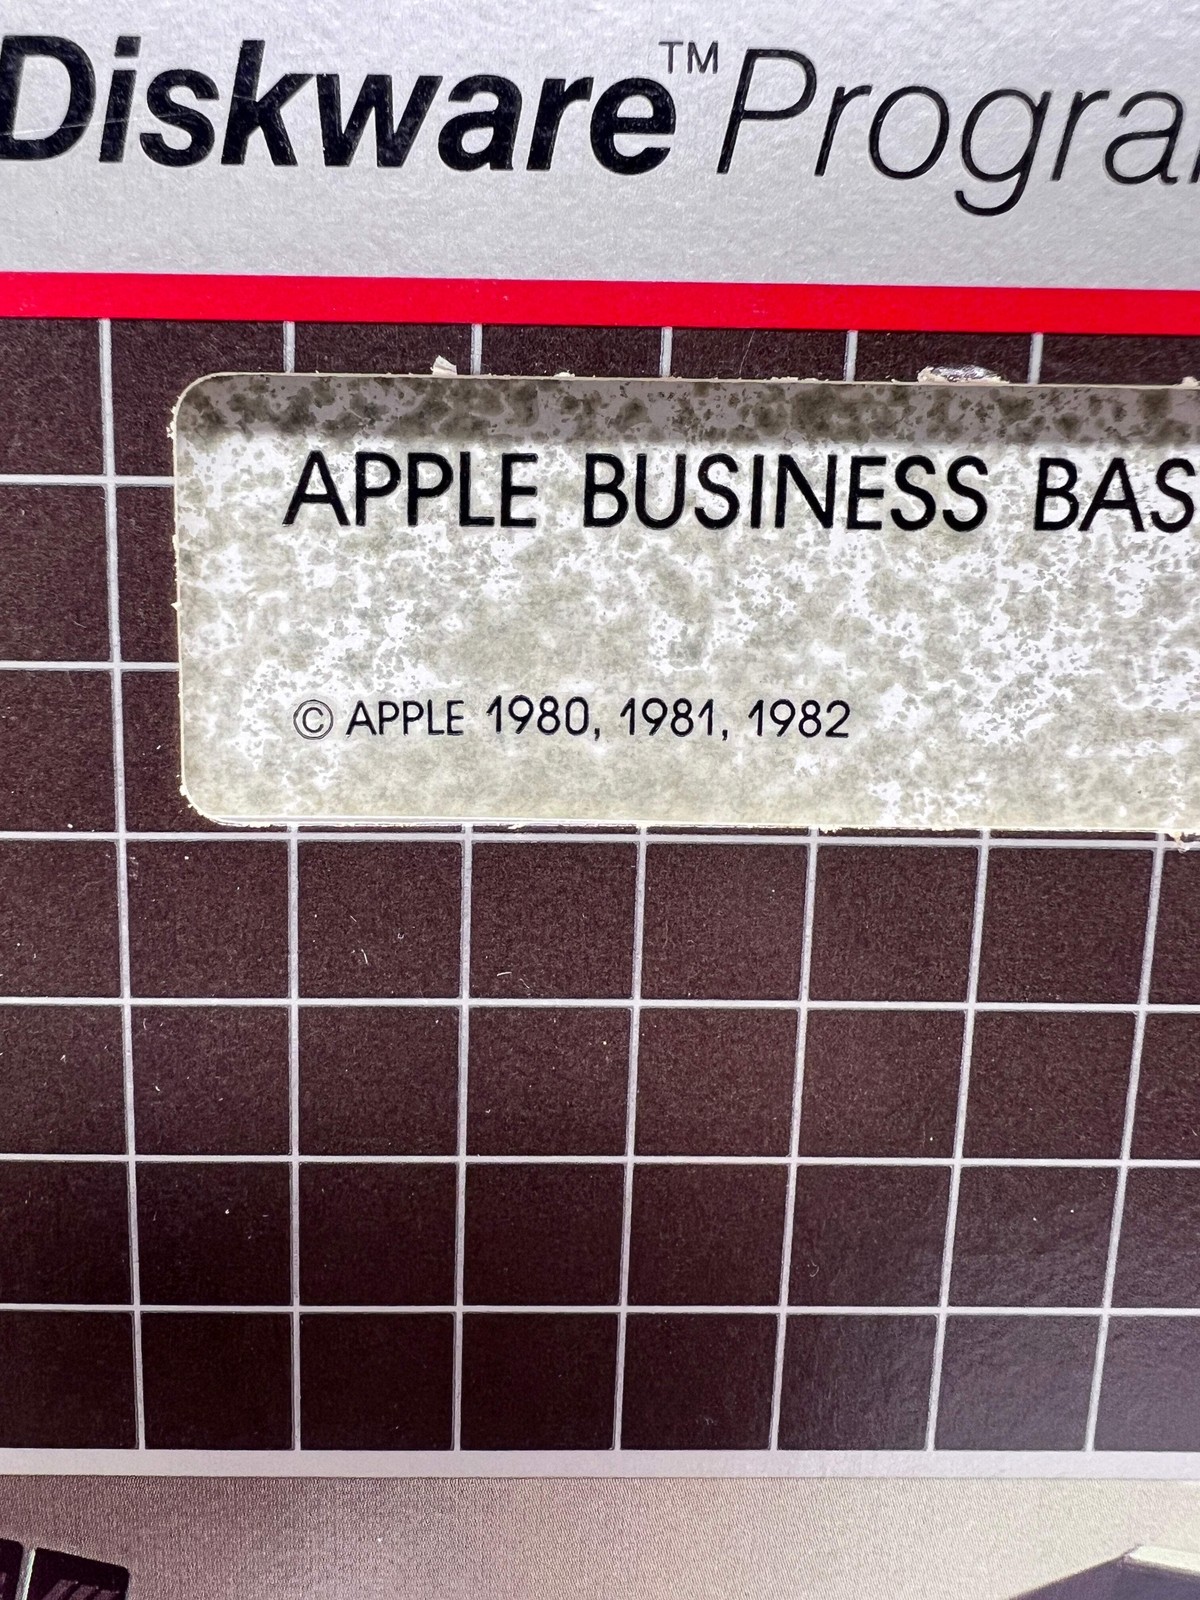 Diskware™ Progra
APPLE BUSINESS BAS
© APPLE 1980, 1981, 1982